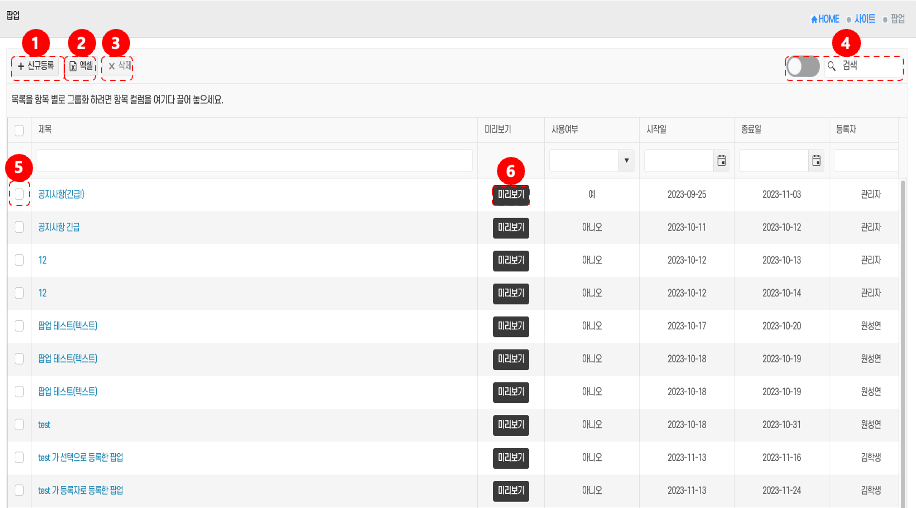 팝업
HOME 사이트 팝업
1 2 3 4
+ 신규등록 엑셀 × 삭제 검색
목록을 항목 별로 그룹화 하려면 항목 컬럼을 여기다 끌어 놓으세요.
제목 미리보기 사용여부 시작일 종료일 등록자
5 6
공지사항(긴급!) 미리보기 예 2023-09-25 2023-11-03 관리자
공지사항 긴급 미리보기 아니오 2023-10-11 2023-10-12 관리자
12 미리보기 아니오 2023-10-12 2023-10-13 관리자
12 미리보기 아니오 2023-10-12 2023-10-14 관리자
팝업 테스트(텍스트) 미리보기 아니오 2023-10-17 2023-10-20 원성연
팝업 테스트(텍스트) 미리보기 아니오 2023-10-18 2023-10-19 원성연
팝업 테스트(텍스트) 미리보기 아니오 2023-10-18 2023-10-19 원성연
test 미리보기 아니오 2023-10-18 2023-10-31 원성연
test 가 선택으로 등록한 팝업 미리보기 아니오 2023-11-13 2023-11-16 김학생
test 가 등록자로 등록한 팝업 미리보기 아니오 2023-11-13 2023-11-24 김학생